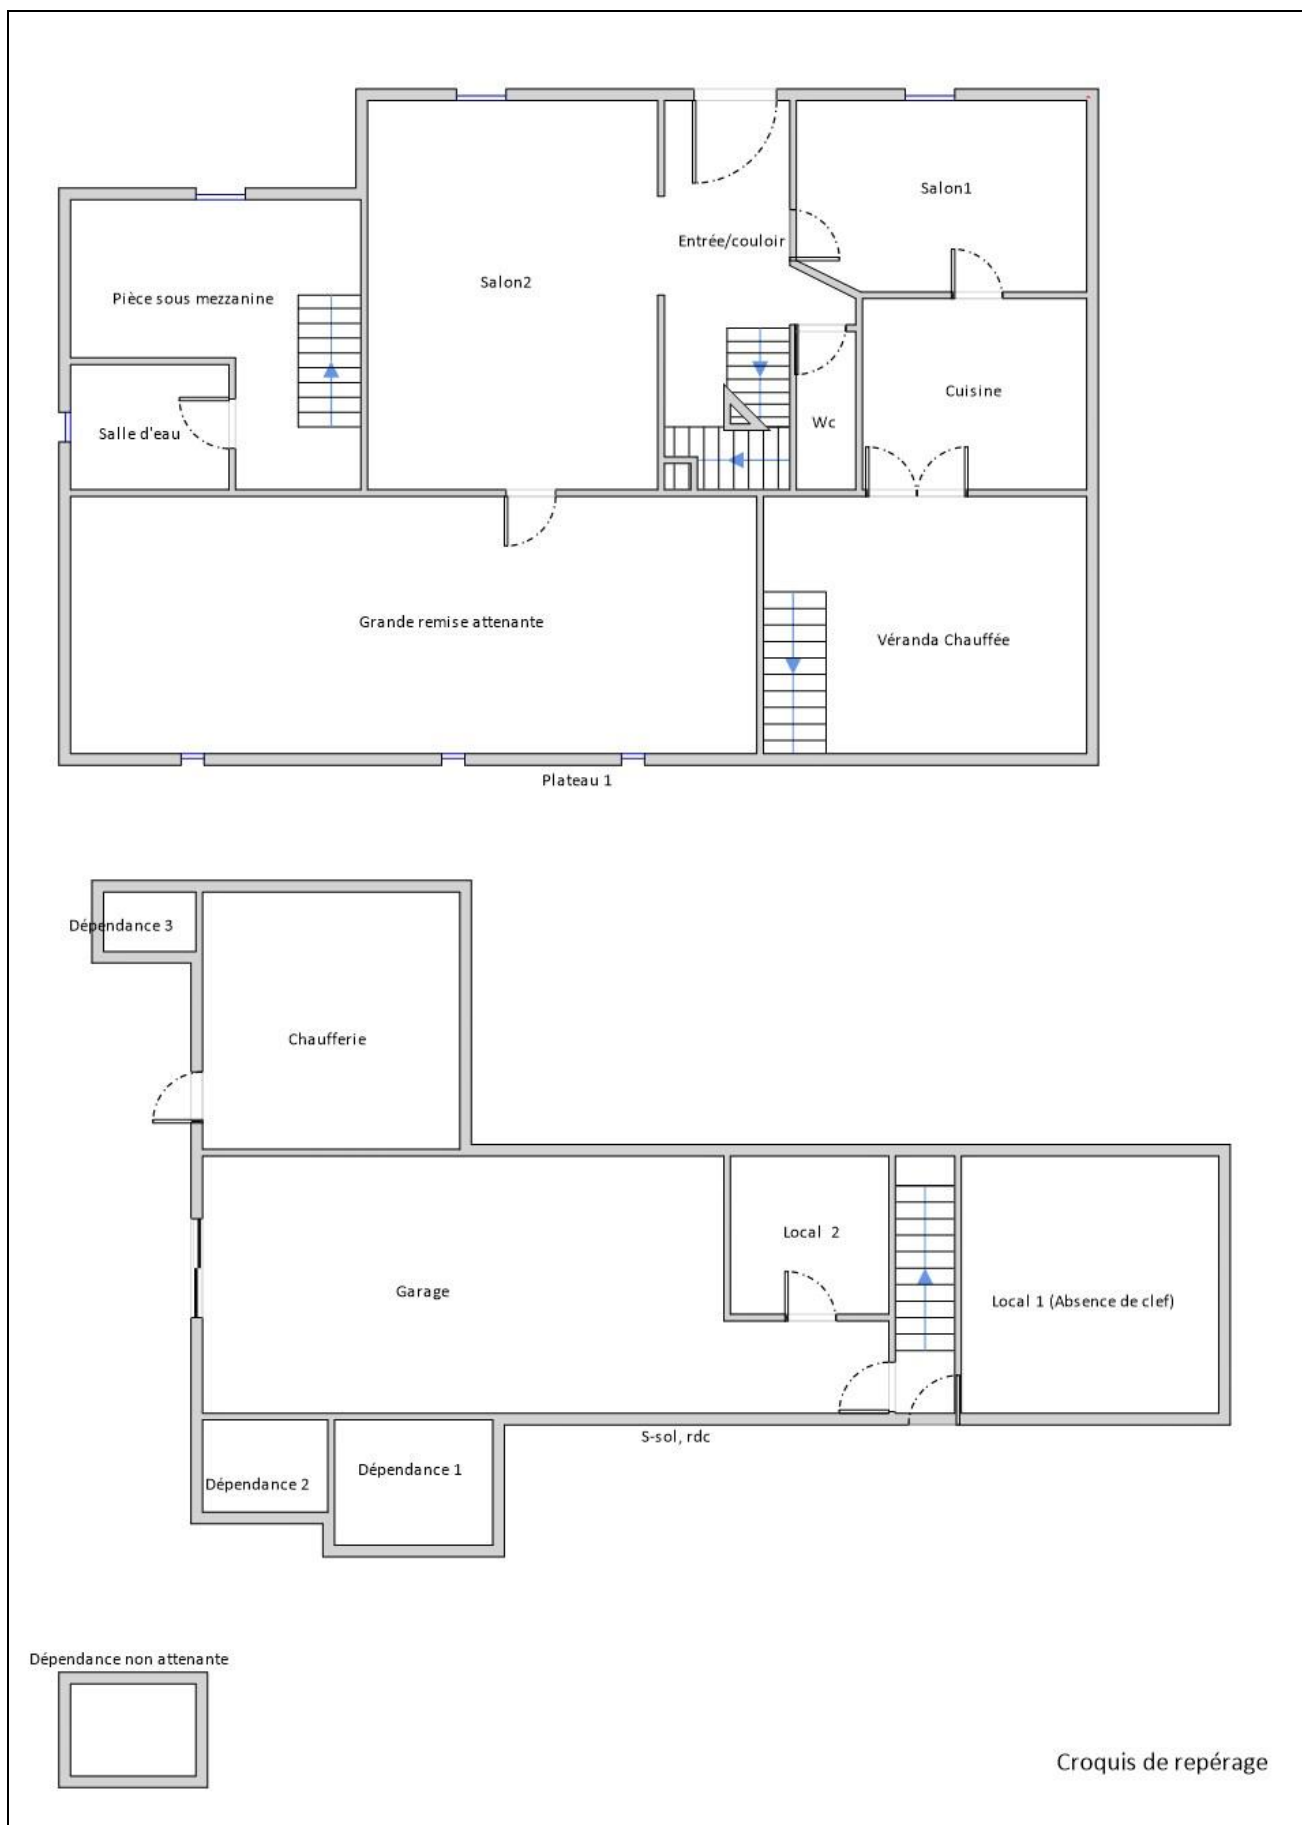 Salon1
Entrée/couloir
Salon2
Pièce sous mezzanine
Cuisine
Wc
Salle d'eau
Grande remise attenante
Véranda Chauffée
Plateau 1
Dépendance 3
Chaufferie
Local  2
Garage
Local 1 (Absence de clef)
S-sol, rdc
Dépendance 1
Dépendance 2
Dépendance non attenante
Croquis de repérage